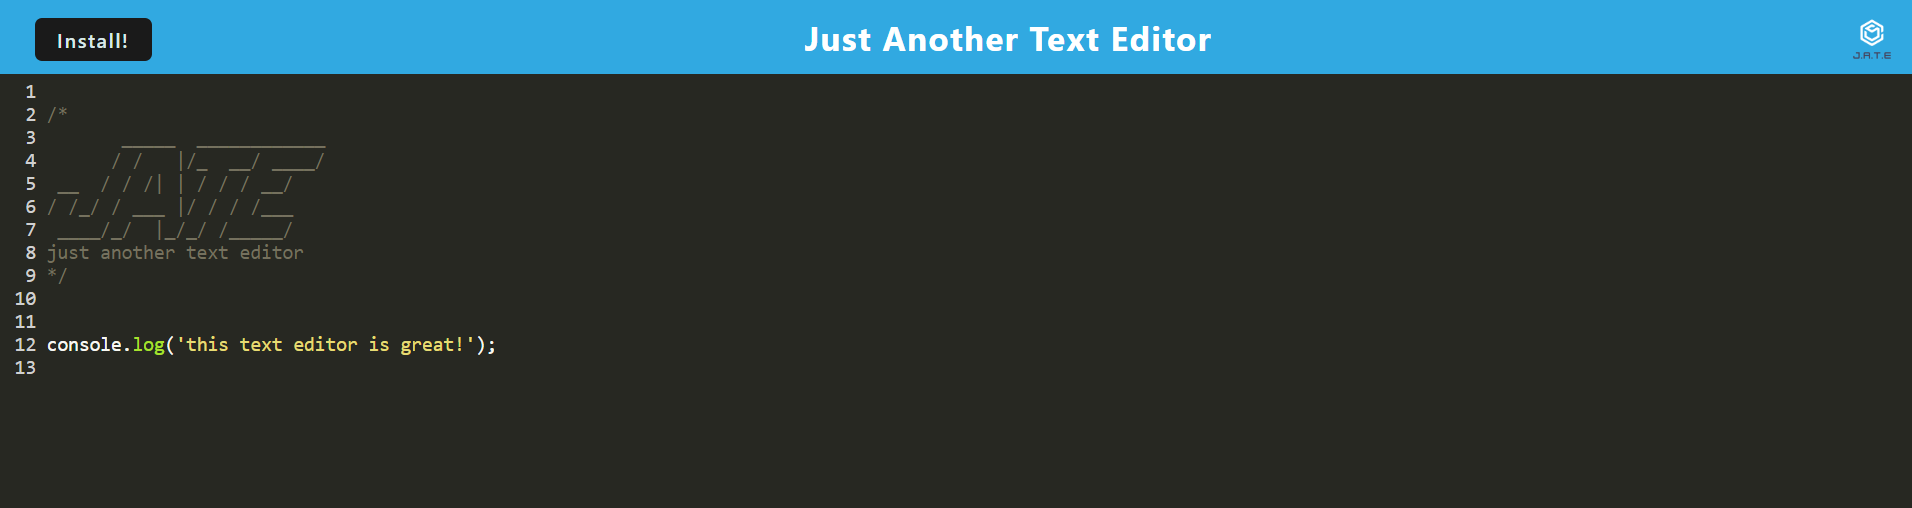 Install!
Just Another Text Editor
J.A.T.E
1
2 /*
3        _____  ____________
4       / /   |/_  __/ ____/
5  __  / / /| | / / / __/
6 / /_/ / ___ |/ / / /___
7  ____/_/  |_/_/ /_____/
8 just another text editor
9 */
10
11
12 console.log('this text editor is great!');
13